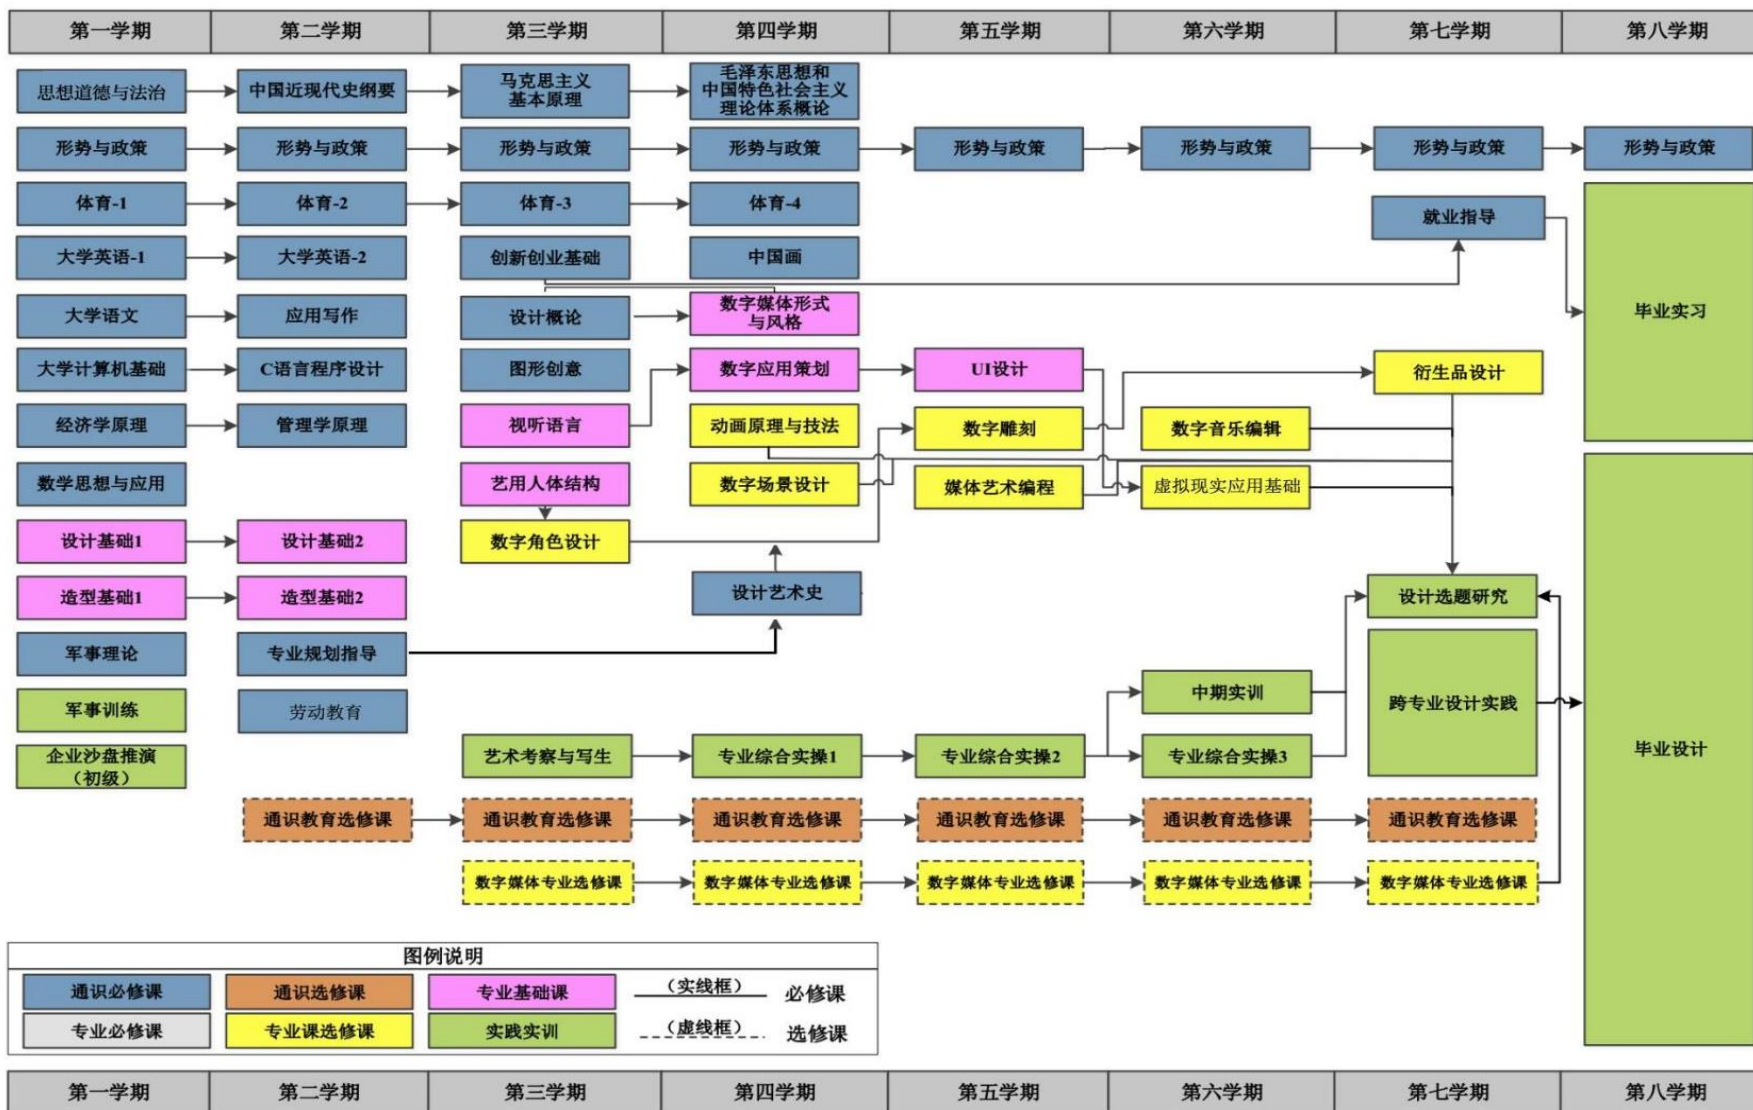 第一学期 第二学期 第三学期 第四学期 第五学期 第六学期 第七学期 第八学期
思想道德与法治 中国近现代史纲要 马克思主义 毛泽东思想和
基本原理 中国特色社会主义
理论体系概论
形势与政策 形势与政策 形势与政策 形势与政策 形势与政策 形势与政策 形势与政策 形势与政策
体育-1 体育-2 体育-3 体育-4 就业指导
大学英语-1 大学英语-2 创新创业基础 中国画
大学语文 应用写作 设计概论 数字媒体形式 毕业实习
与风格
大学计算机基础 C语言程序设计 图形创意 数字应用策划 UI设计 衍生品设计
经济学原理 管理学原理 视听语言 动画原理与技法 数字雕刻 数字音乐编辑
数学思想与应用 艺用人体结构 数字场景设计 媒体艺术编程 虚拟现实应用基础
设计基础1 设计基础2 数字角色设计
造型基础1 造型基础2 设计艺术史 设计选题研究
军事理论 专业规划指导
军事训练 劳动教育 中期实训 跨专业设计实践
企业沙盘推演 艺术考察与写生 专业综合实操1 专业综合实操2 专业综合实操3 毕业设计
（初级）
通识教育选修课 通识教育选修课 通识教育选修课 通识教育选修课 通识教育选修课 通识教育选修课
数字媒体专业选修课 数字媒体专业选修课 数字媒体专业选修课 数字媒体专业选修课 数字媒体专业选修课
图例说明
通识必修课 通识选修课 专业基础课 （实线框） 必修课
专业必修课 专业课选修课 实践实训 （虚线框） 选修课
第一学期 第二学期 第三学期 第四学期 第五学期 第六学期 第七学期 第八学期